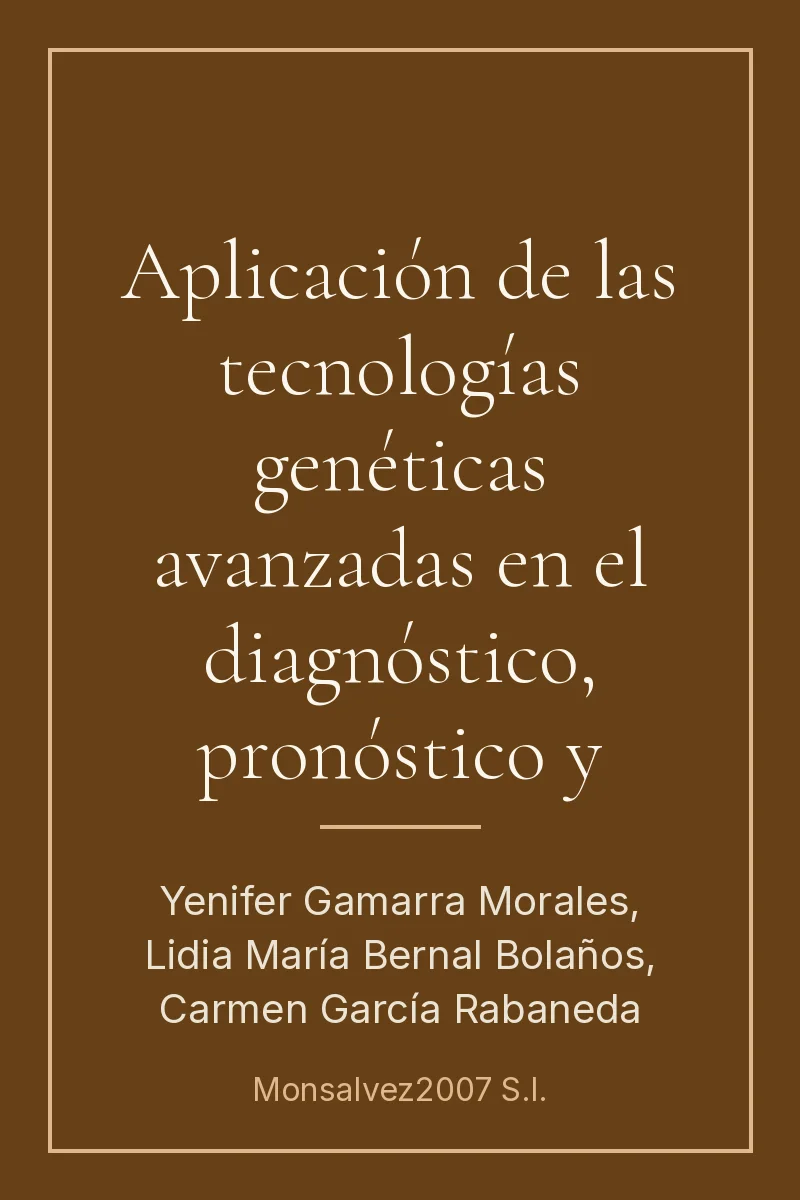 Aplicación de las
tecnologías
genéticas
avanzadas en el
diagnóstico,
pronóstico y
Yenifer Gamarra Morales,
Lidia María Bernal Bolaños,
Carmen García Rabaneda
Monsalvez2007 S.l.